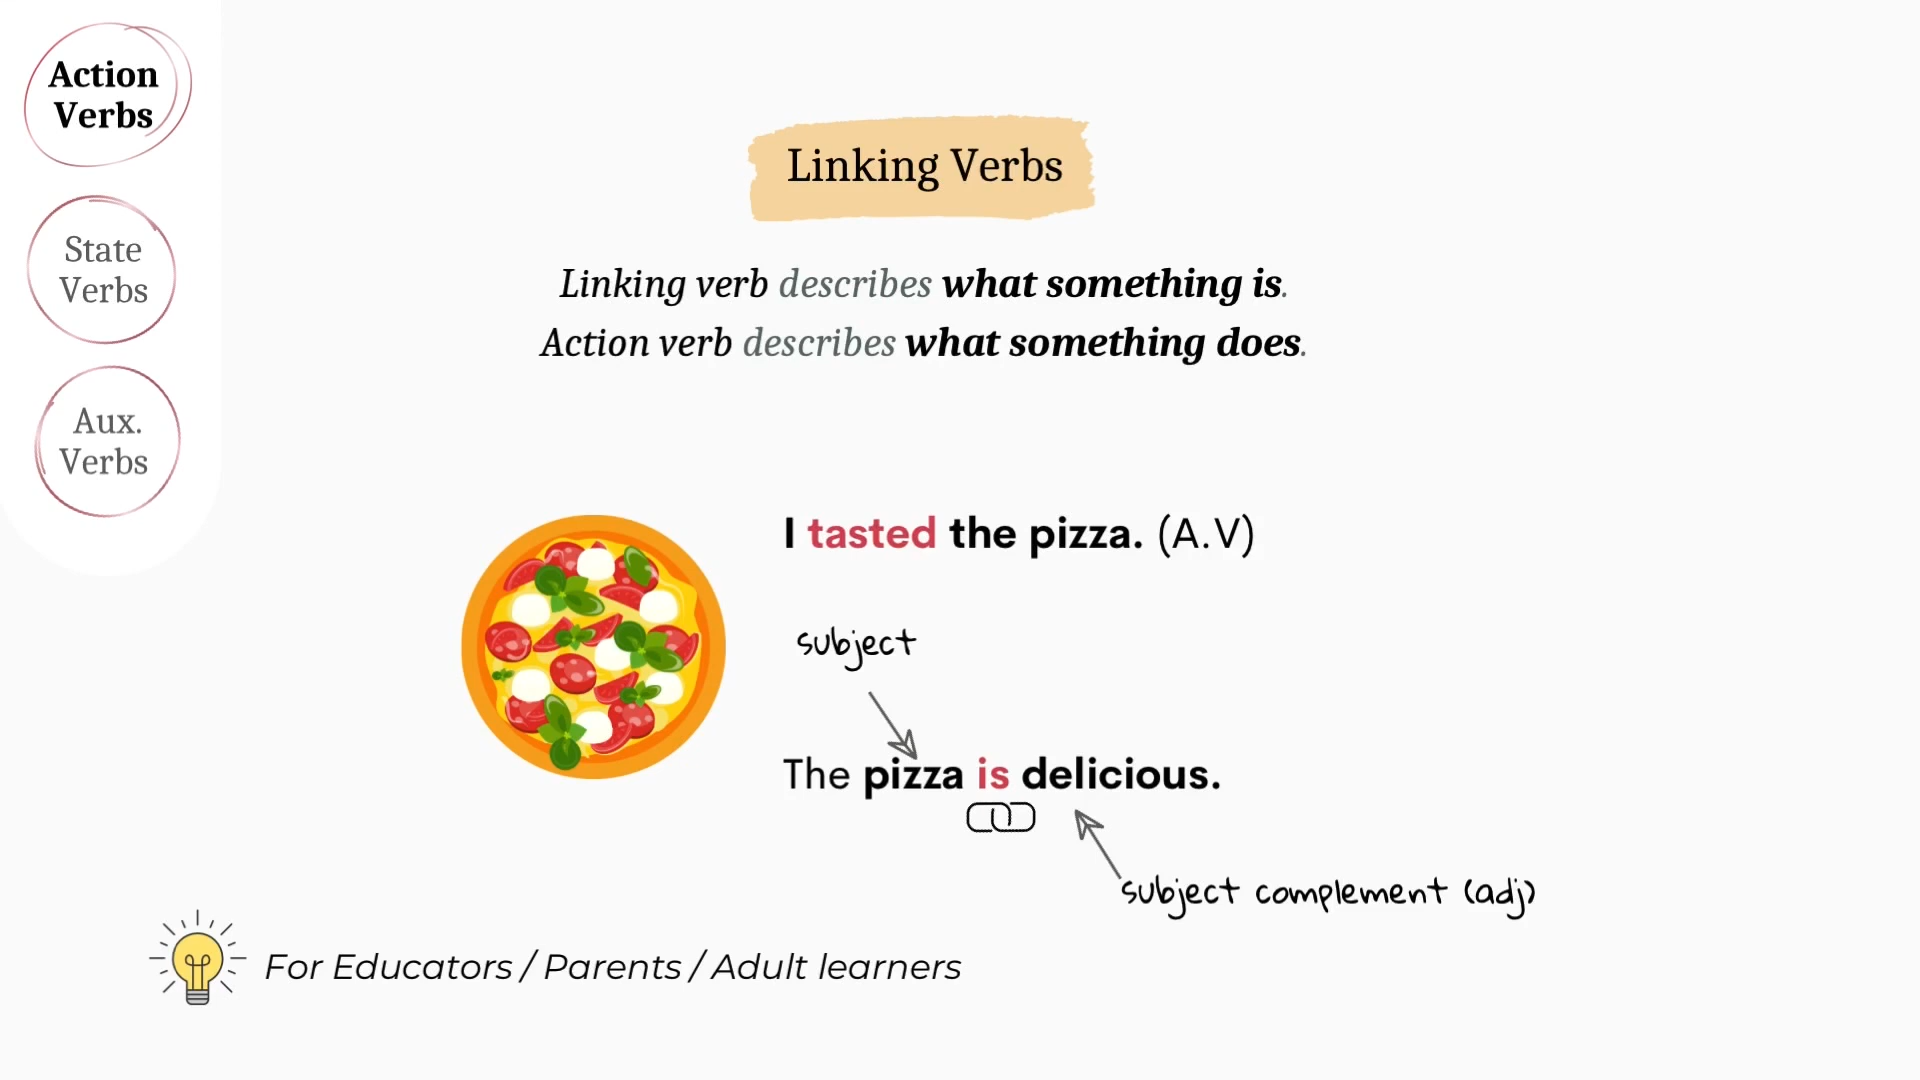 Action
Verbs
State
Verbs
Aux.
Verbs
Linking Verbs
Linking verb describes what something is.
Action verb describes what something does.
I tasted the pizza. (A.V)
subject
The pizza is delicious.
subject complement (adj)
For Educators / Parents / Adult learners